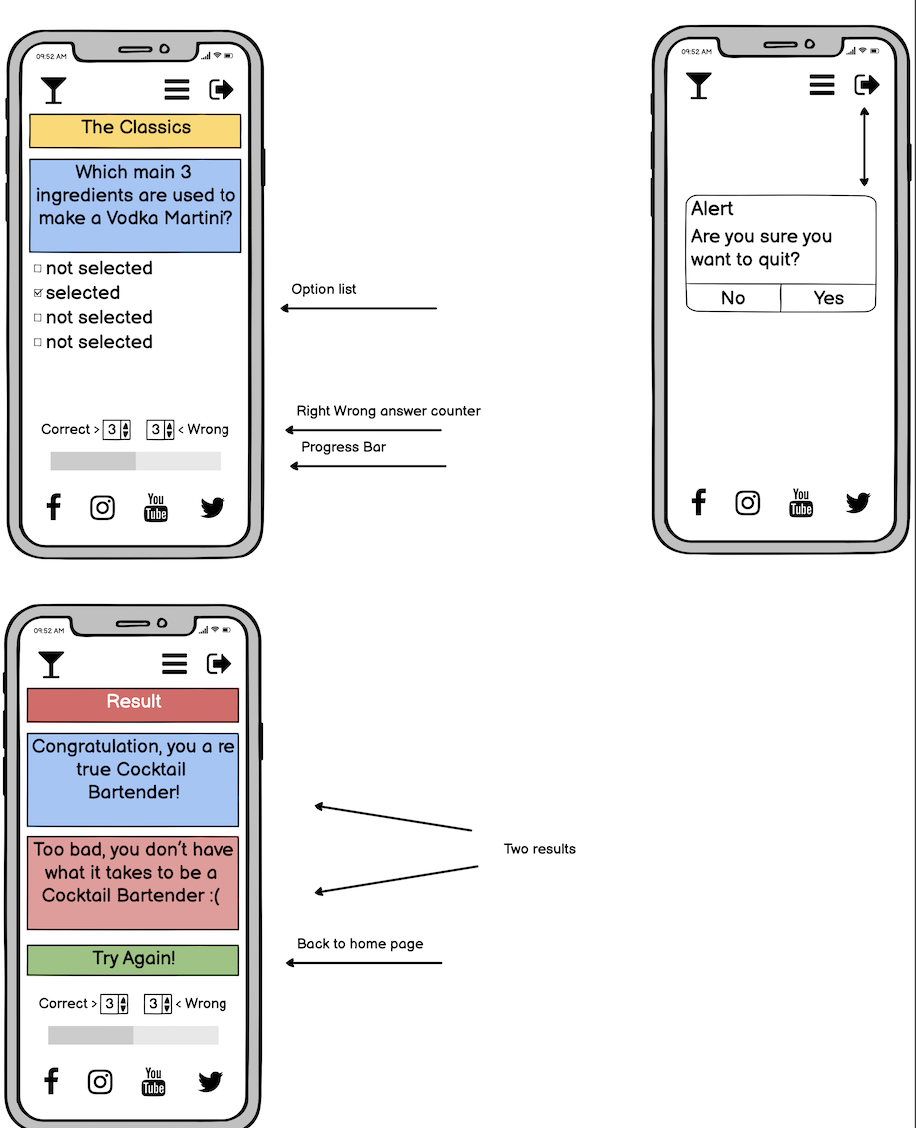 09:52 AM
The Classics
Which main 3
ingredients are used to
make a Vodka Martini?
not selected
selected
not selected
not selected
Correct > 3 3 < Wrong
You
Tube
Option list
Right Wrong answer counter
Progress Bar
09:52 AM
Alert
Are you sure you
want to quit?
No Yes
You
Tube
09:52 AM
Result
Congratulation, you a re
true Cocktail
Bartender!
Too bad, you don't have
what it takes to be a
Cocktail Bartender :(
Try Again!
Correct > 3 3 < Wrong
You
Tube
Two results
Back to home page